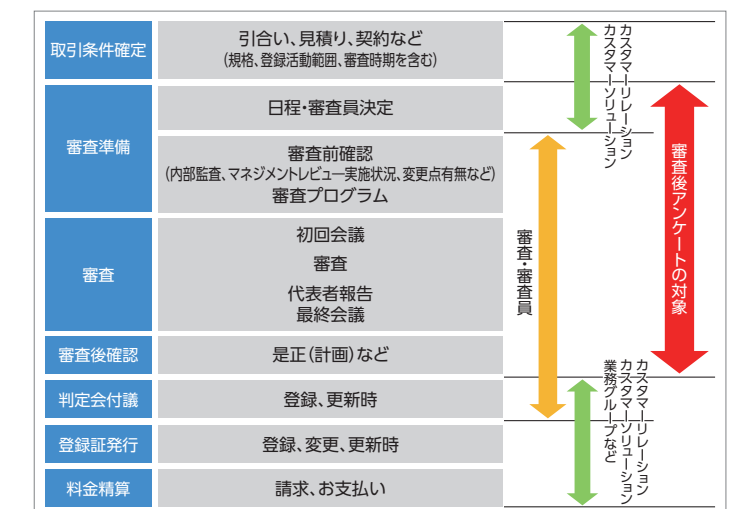 取引条件確定
引合い、見積り、契約など
(規格、登録活動範囲、審査時期を含む)
カスタマーリレーション
カスタマーソリューション
審査準備
日程・審査員決定
審査前確認
(内部監査、マネジメントレビュー実施状況、変更点有無など)
審査プログラム
審査
初回会議
審査
代表者報告
最終会議
審査・審査員
審査後アンケートの対象
審査後確認
是正(計画)など
判定会付議
登録、更新時
カスタマーリレーション
カスタマーソリューション
業務グループなど
登録証発行
登録、変更、更新時
料金精算
請求、お支払い